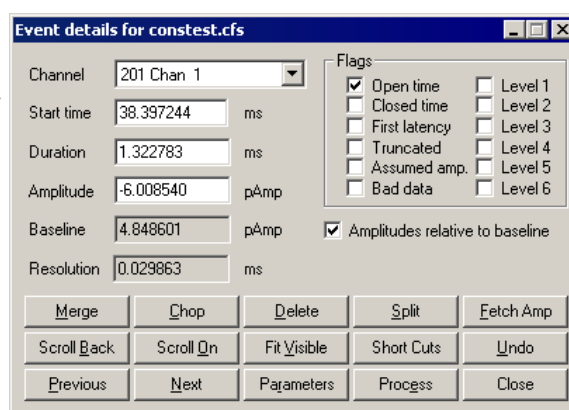 Event details for constest.cfs
Channel 201 Chan 1
Start time 38.397244 ms
Duration 1.322783 ms
Amplitude -6.008540 pAmp
Baseline 4.848601 pAmp
Resolution 0.029863 ms
Flags
Open time Level 1
Closed time Level 2
First latency Level 3
Truncated Level 4
Assumed amp. Level 5
Bad data Level 6
Amplitudes relative to baseline
Merge Chop Delete Split Fetch Amp
Scroll Back Scroll On Fit Visible Short Cuts Undo
Previous Next Parameters Process Close